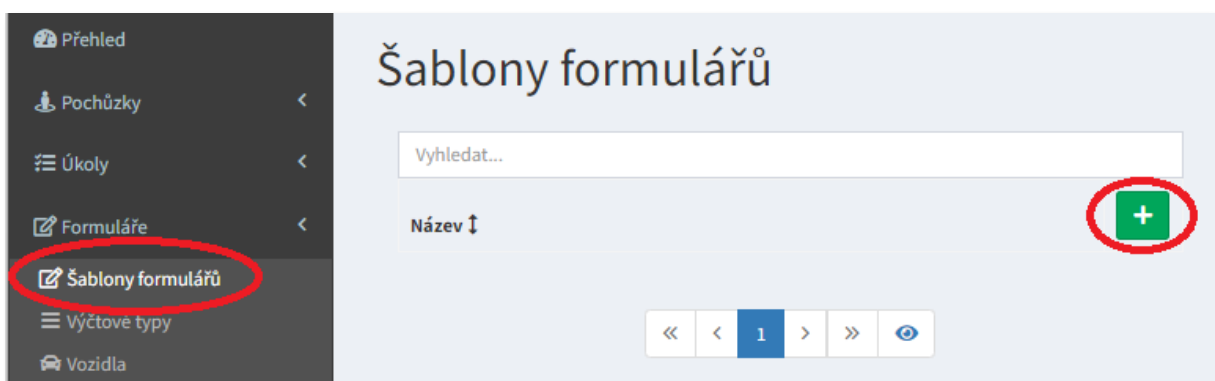 Přehled
Pochůzky
Úkoly
Formuláře
Šablony formulářů
Výčtové typy
Vozidla
Šablony formulářů
Vyhledat...
Název
+
« < 1 > »